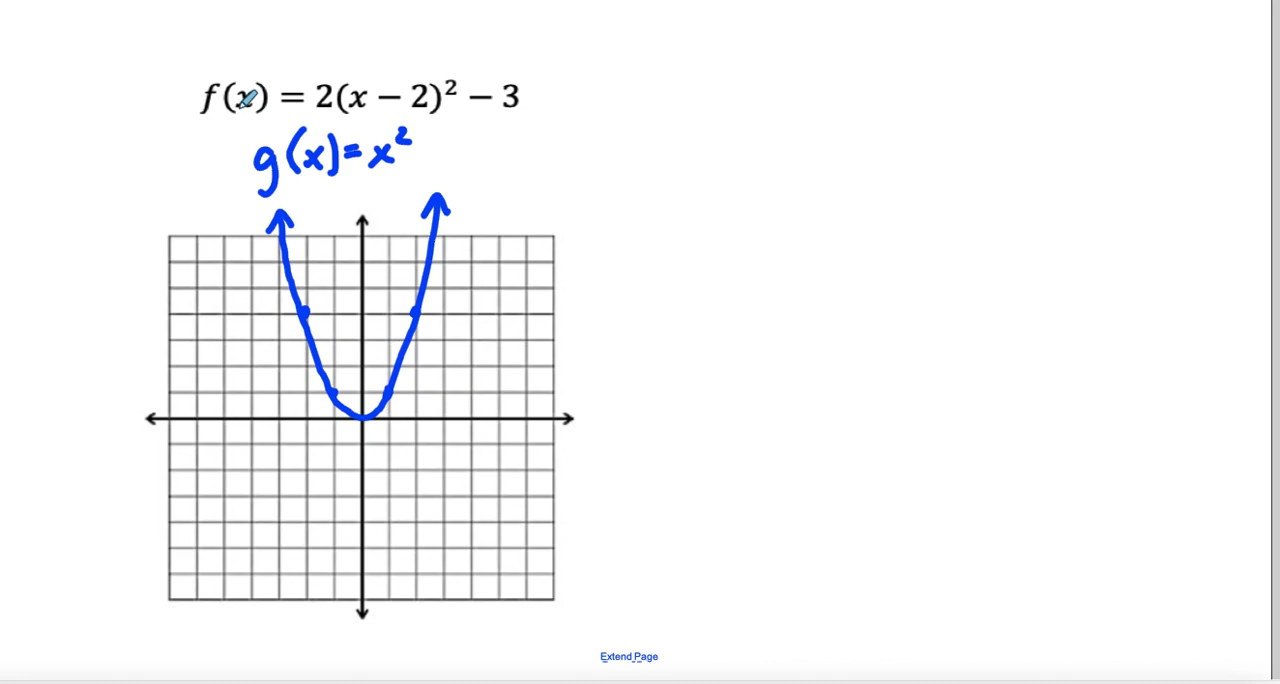 f(x) = 2(x − 2)² − 3
g(x)=x²
Extend Page